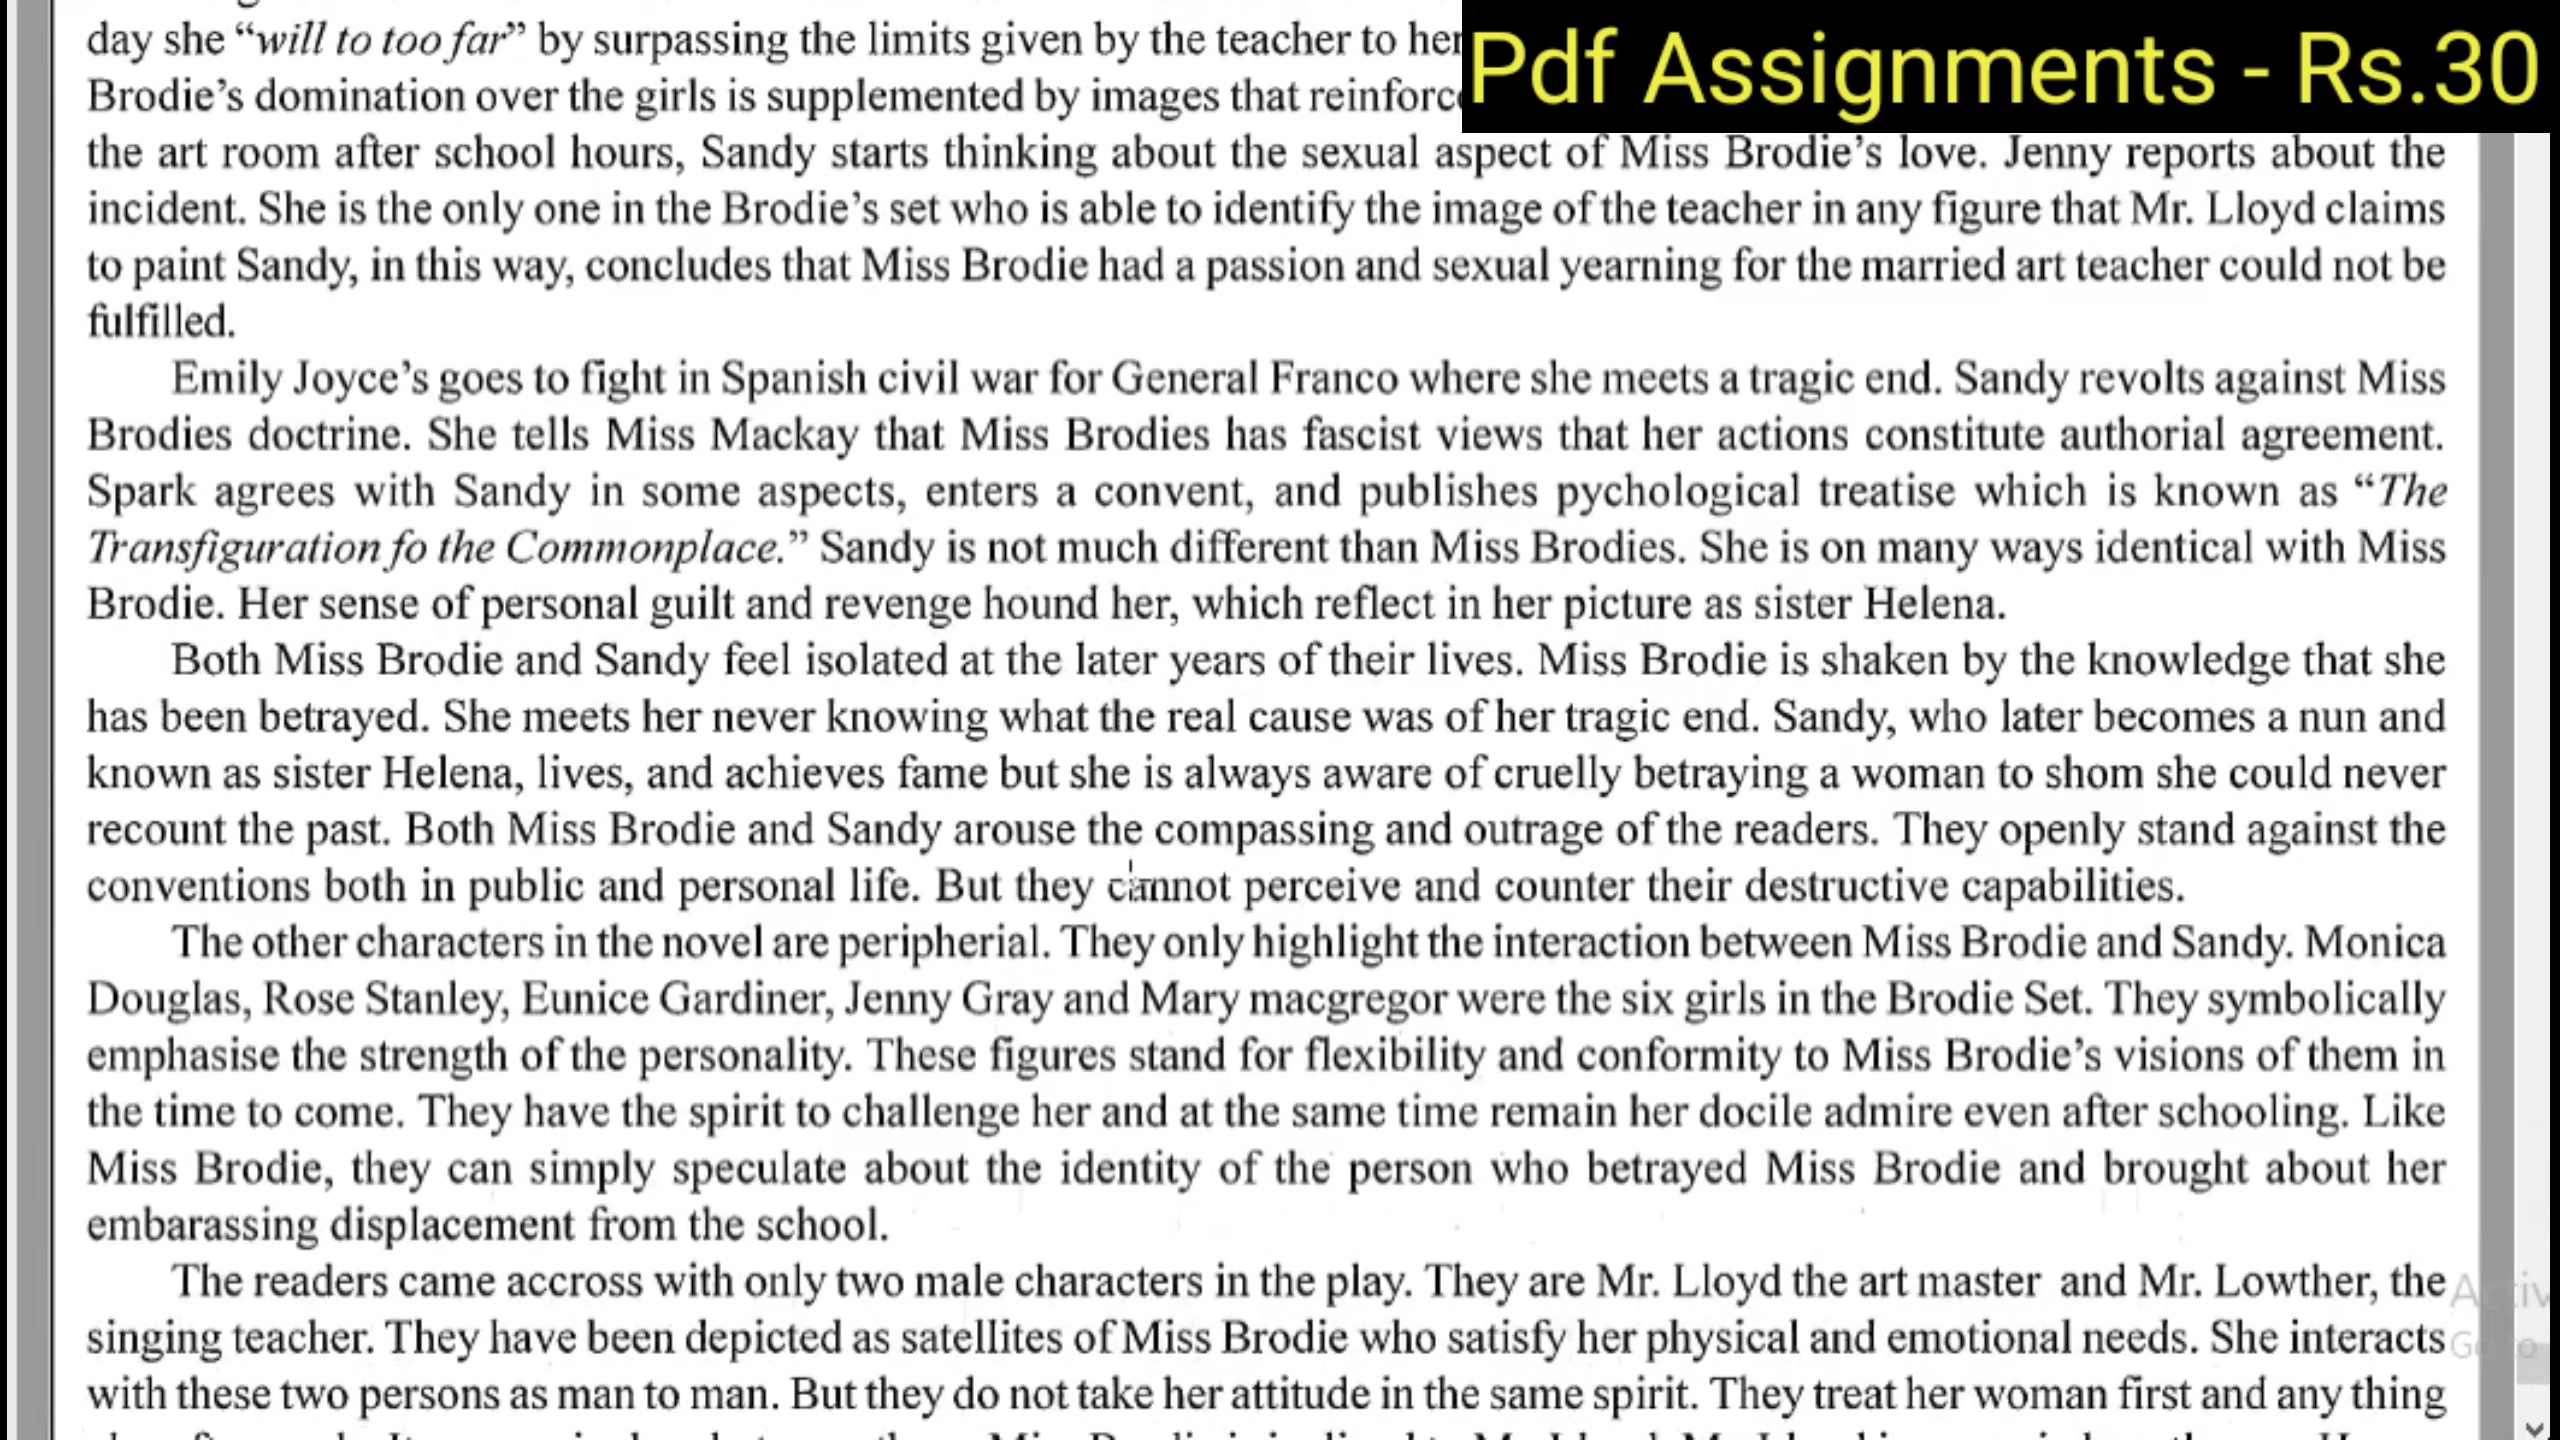 day she “will to too far” by surpassing the limits given by the teacher to her
Pdf Assignments - Rs.30
Brodie’s domination over the girls is supplemented by images that reinforc
the art room after school hours, Sandy starts thinking about the sexual aspect of Miss Brodie’s love. Jenny reports about the
incident. She is the only one in the Brodie’s set who is able to identify the image of the teacher in any figure that Mr. Lloyd claims
to paint Sandy, in this way, concludes that Miss Brodie had a passion and sexual yearning for the married art teacher could not be
fulfilled.
Emily Joyce’s goes to fight in Spanish civil war for General Franco where she meets a tragic end. Sandy revolts against Miss
Brodies doctrine. She tells Miss Mackay that Miss Brodies has fascist views that her actions constitute authorial agreement.
Spark agrees with Sandy in some aspects, enters a convent, and publishes pychological treatise which is known as “The
Transfiguration fo the Commonplace.” Sandy is not much different than Miss Brodies. She is on many ways identical with Miss
Brodie. Her sense of personal guilt and revenge hound her, which reflect in her picture as sister Helena.
Both Miss Brodie and Sandy feel isolated at the later years of their lives. Miss Brodie is shaken by the knowledge that she
has been betrayed. She meets her never knowing what the real cause was of her tragic end. Sandy, who later becomes a nun and
known as sister Helena, lives, and achieves fame but she is always aware of cruelly betraying a woman to shom she could never
recount the past. Both Miss Brodie and Sandy arouse the compassing and outrage of the readers. They openly stand against the
conventions both in public and personal life. But they cannot perceive and counter their destructive capabilities.
The other characters in the novel are peripherial. They only highlight the interaction between Miss Brodie and Sandy. Monica
Douglas, Rose Stanley, Eunice Gardiner, Jenny Gray and Mary macgregor were the six girls in the Brodie Set. They symbolically
emphasise the strength of the personality. These figures stand for flexibility and conformity to Miss Brodie’s visions of them in
the time to come. They have the spirit to challenge her and at the same time remain her docile admire even after schooling. Like
Miss Brodie, they can simply speculate about the identity of the person who betrayed Miss Brodie and brought about her
embarassing displacement from the school.
The readers came accross with only two male characters in the play. They are Mr. Lloyd the art master and Mr. Lowther, the
singing teacher. They have been depicted as satellites of Miss Brodie who satisfy her physical and emotional needs. She interacts
with these two persons as man to man. But they do not take her attitude in the same spirit. They treat her woman first and any thing